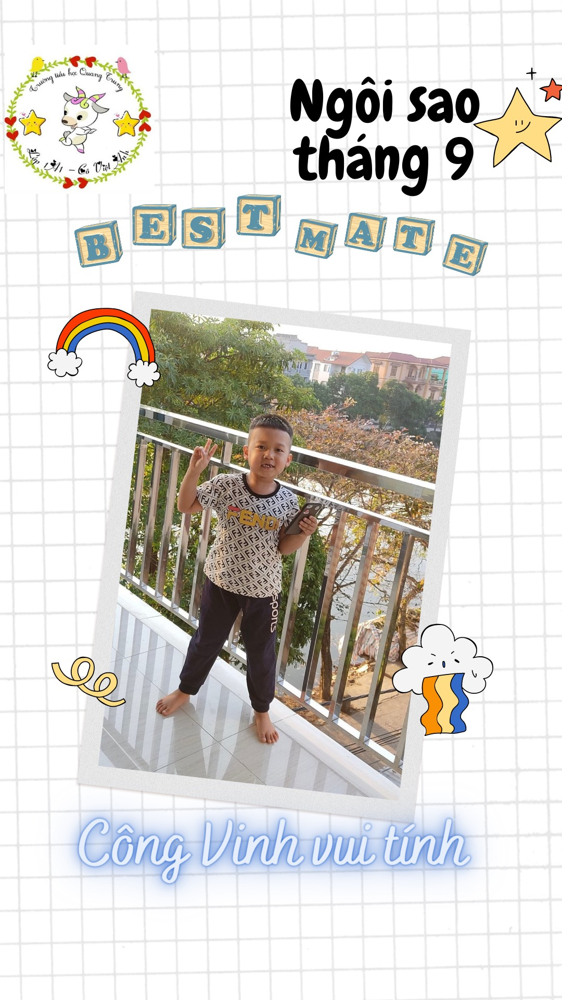 Trường tiểu học Quang Trung
Lớp 1A1 - Cô Việt Anh
Ngôi sao
tháng 9
BEST MATE
FENDI
sports
Công Vinh vui tính